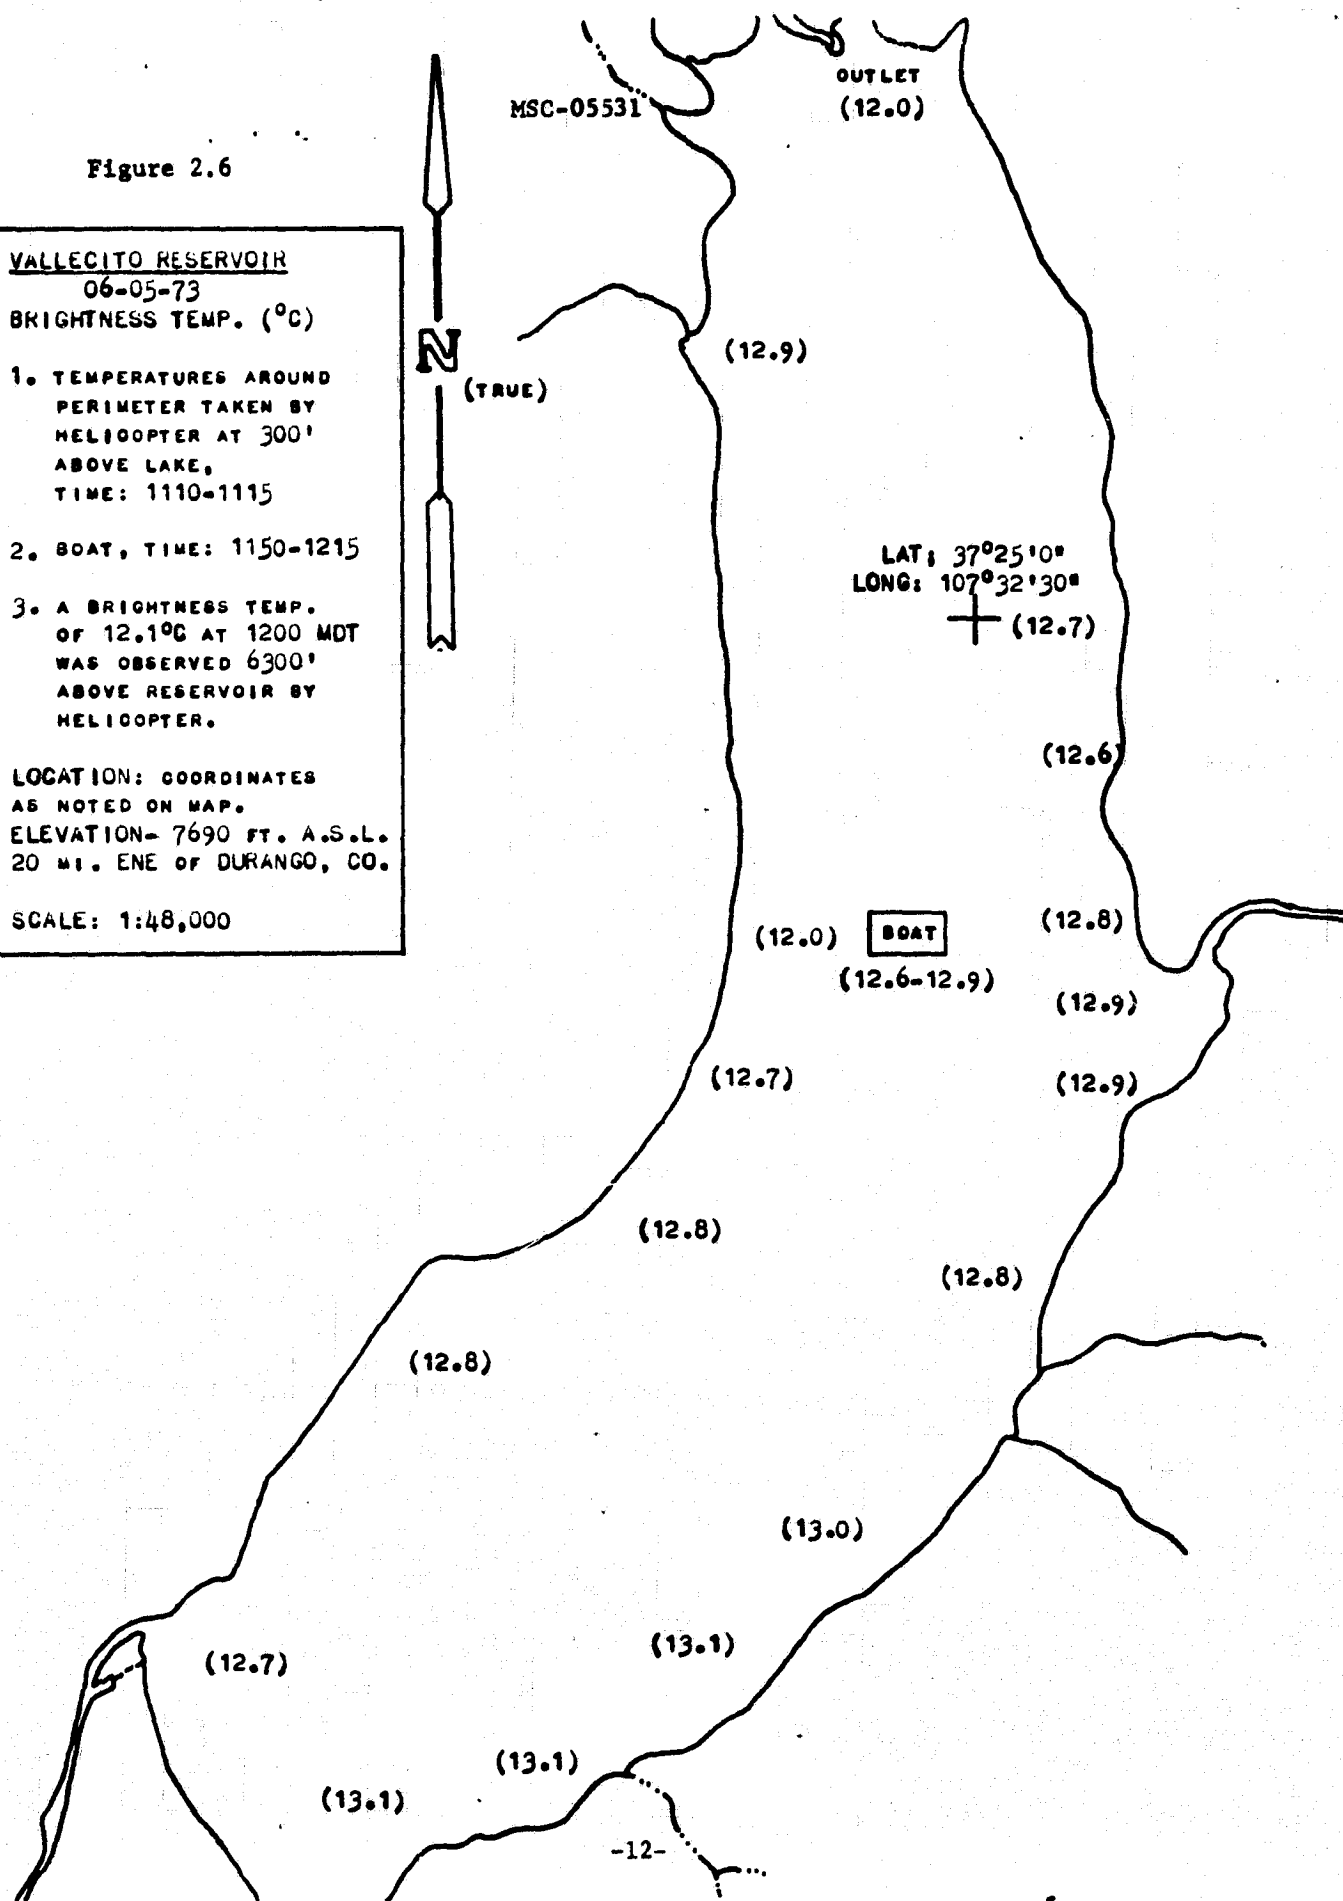 OUTLET
(12.0)
MSC-05531
Figure 2.6
VALLECITO RESERVOIR
06-05-73
BRIGHTNESS TEMP. (°C)
1. TEMPERATURES AROUND
PERIMETER TAKEN BY
HELICOPTER AT 300'
ABOVE LAKE,
TIME: 1110-1115
2. BOAT, TIME: 1150-1215
3. A BRIGHTNESS TEMP.
OF 12.1°C AT 1200 MDT
WAS OBSERVED 6300'
ABOVE RESERVOIR BY
HELICOPTER.
LOCATION: COORDINATES
AS NOTED ON MAP.
ELEVATION- 7690 FT. A.S.L.
20 MI. ENE OF DURANGO, CO.
SCALE: 1:48,000
N
(TRUE)
(12.9)
LAT: 37°25'0"
LONG: 107°32'30"
(12.7)
(12.6)
(12.8)
(12.0)
BOAT
(12.6-12.9)
(12.9)
(12.7)
(12.9)
(12.8)
(12.8)
(12.8)
(13.0)
(13.1)
(12.7)
(13.1)
(13.1)
-12-